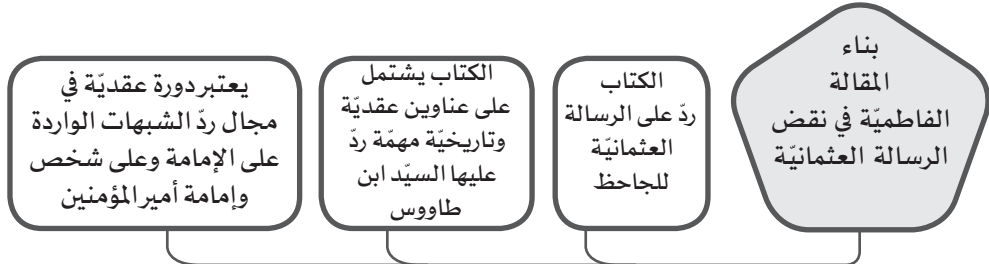 بناء
المقالة
الفاطميّة في نقض
الرسالة العثمانيّة
الكتاب
ردّ على الرسالة
العثمانيّة
للجاحظ
الكتاب يشتمل
على عناوين عقديّة
وتاريخيّة مهمّة ردّ
عليها السيّد ابن
طاووس
يعتبر دورة عقديّة في
مجال ردّ الشبهات الواردة
على الإمامة وعلى شخص
وإمامة أمير المؤمنين